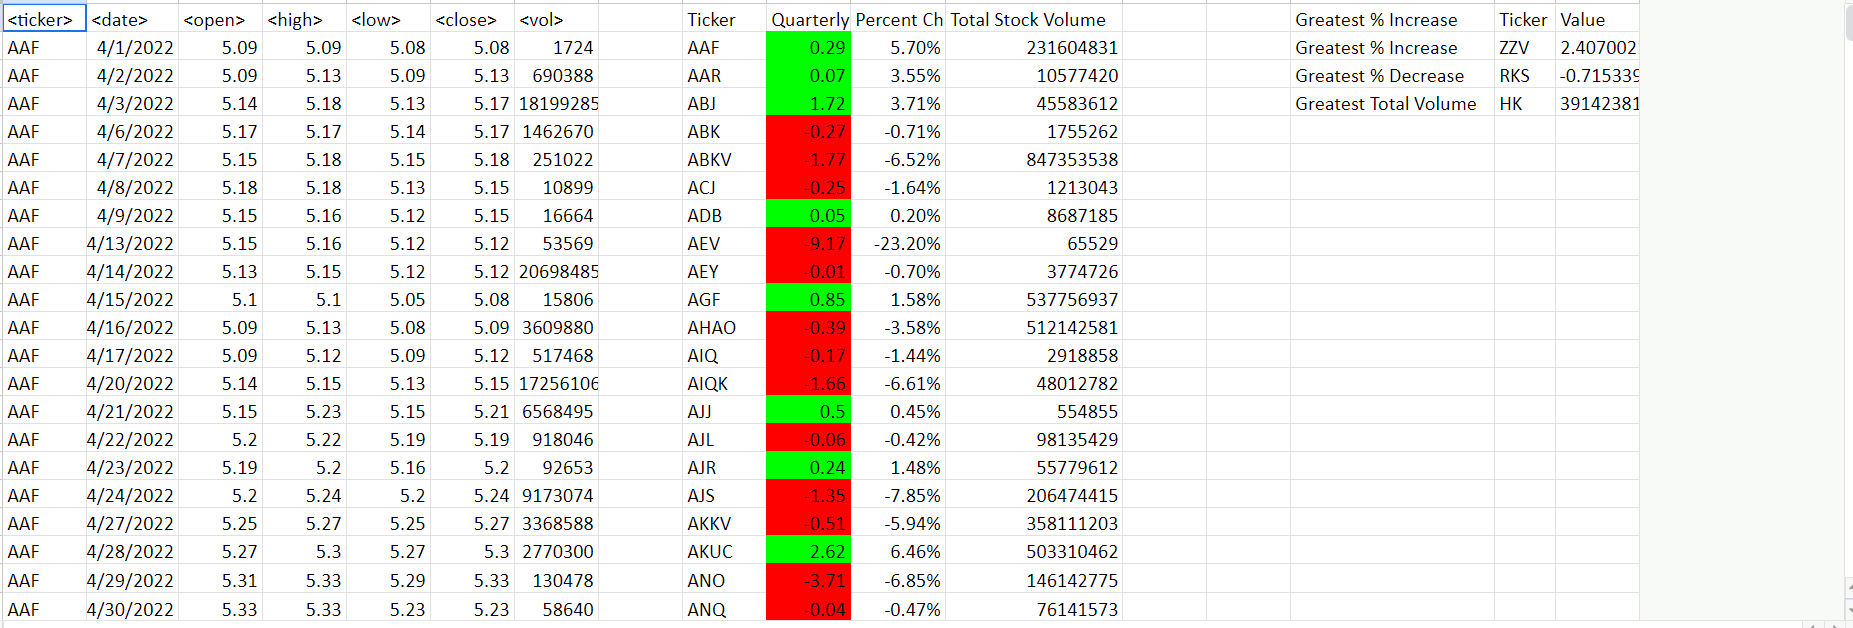 <ticker> <date> <open> <high> <low> <close> <vol> Ticker Quarterly Percent Ch Total Stock Volume Greatest % Increase Ticker Value
AAF 4/1/2022 5.09 5.09 5.08 5.08 1724 AAF 0.29 5.70% 231604831 Greatest % Increase ZZV 2.407002
AAF 4/2/2022 5.09 5.13 5.09 5.13 690388 AAR 0.07 3.55% 10577420 Greatest % Decrease RKS -0.715339
AAF 4/3/2022 5.14 5.18 5.13 5.17 18199285 ABJ 1.72 3.71% 45583612 Greatest Total Volume HK 39142381
AAF 4/6/2022 5.17 5.17 5.14 5.17 1462670 ABK -0.27 -0.71% 1755262
AAF 4/7/2022 5.15 5.18 5.15 5.18 251022 ABKV -1.77 -6.52% 847353538
AAF 4/8/2022 5.18 5.18 5.13 5.15 10899 ACJ -0.25 -1.64% 1213043
AAF 4/9/2022 5.15 5.16 5.12 5.15 16664 ADB 0.05 0.20% 8687185
AAF 4/13/2022 5.15 5.16 5.12 5.12 53569 AEV -9.17 -23.20% 65529
AAF 4/14/2022 5.13 5.15 5.12 5.12 20698485 AEY -0.01 -0.70% 3774726
AAF 4/15/2022 5.1 5.1 5.05 5.08 15806 AGF 0.85 1.58% 537756937
AAF 4/16/2022 5.09 5.13 5.08 5.09 3609880 AHAO -0.39 -3.58% 512142581
AAF 4/17/2022 5.09 5.12 5.09 5.12 517468 AIQ -0.17 -1.44% 2918858
AAF 4/20/2022 5.14 5.15 5.13 5.15 17256106 AIQK -1.66 -6.61% 48012782
AAF 4/21/2022 5.15 5.23 5.15 5.21 6568495 AJJ 0.5 0.45% 554855
AAF 4/22/2022 5.2 5.22 5.19 5.19 918046 AJL -0.06 -0.42% 98135429
AAF 4/23/2022 5.19 5.2 5.16 5.2 92653 AJR 0.24 1.48% 55779612
AAF 4/24/2022 5.2 5.24 5.2 5.24 9173074 AJS -1.35 -7.85% 206474415
AAF 4/27/2022 5.25 5.27 5.25 5.27 3368588 AKKV -0.51 -5.94% 358111203
AAF 4/28/2022 5.27 5.3 5.27 5.3 2770300 AKUC 2.62 6.46% 503310462
AAF 4/29/2022 5.31 5.33 5.29 5.33 130478 ANO -3.71 -6.85% 146142775
AAF 4/30/2022 5.33 5.33 5.23 5.23 58640 ANQ -0.04 -0.47% 76141573